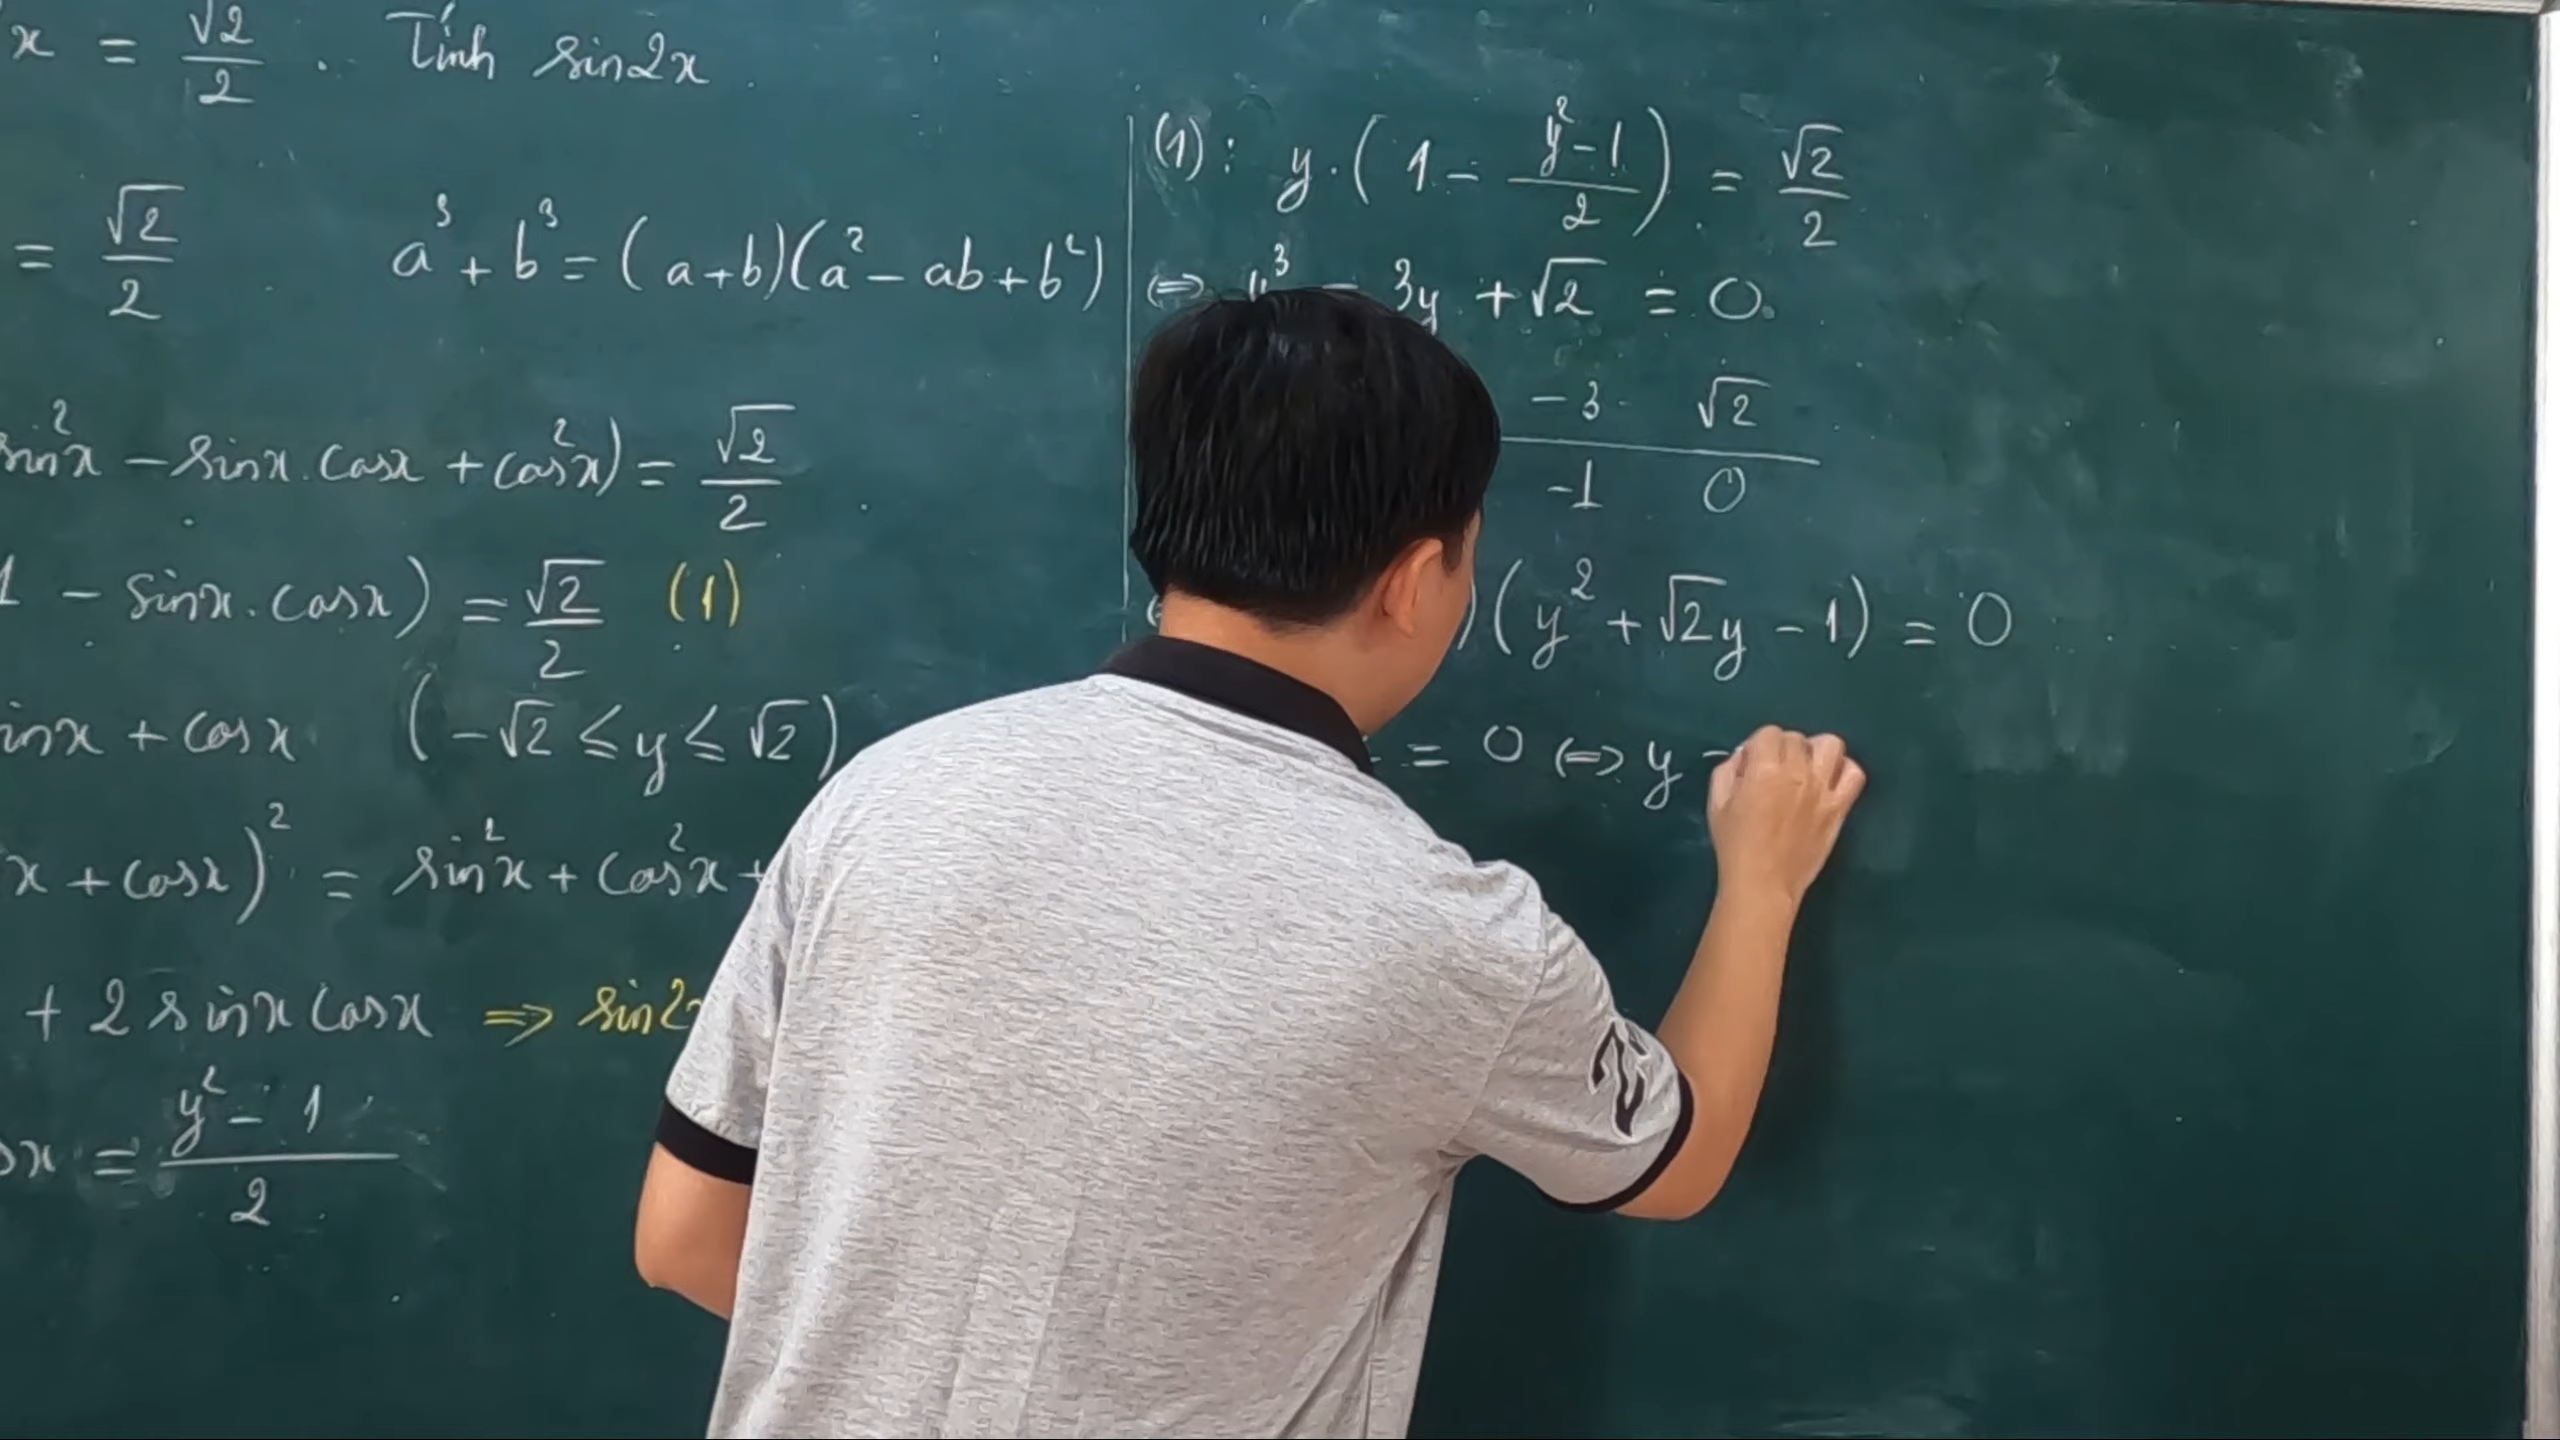 x = √2/2 . Tính sin2x
= √2/2
a³ + b³ = (a+b)(a² - ab + b²)
sin²x - sinx.cosx + cos²x) = √2/2
1 - sinx.cosx) = √2/2 (1)
inx + cosx (-√2 ≤ y ≤ √2)
x + cosx)² = sin²x + cos²x +
+ 2 sinx cosx ⇒ sin2x
sx = (y² - 1)/2
(1): y.(1 - (y²-1)/2) = √2/2
⇔ y³ - 3y + √2 = 0
-3 √2
-1 0
)(y² + √2y - 1) = 0
= 0 ⇔ y